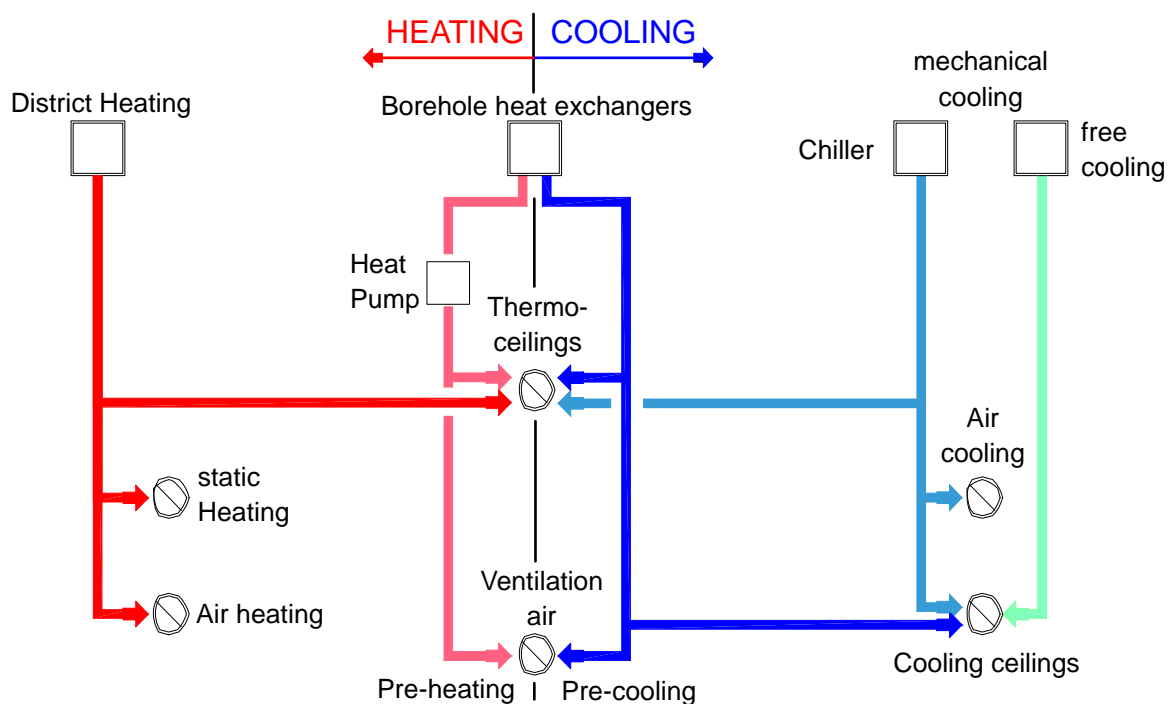 HEATING COOLING
mechanical
cooling
District Heating
Borehole heat exchangers
Chiller
free
cooling
Heat
Pump
Thermo-
ceilings
Air
cooling
static
Heating
Ventilation
air
Air heating
Cooling ceilings
Pre-heating
Pre-cooling